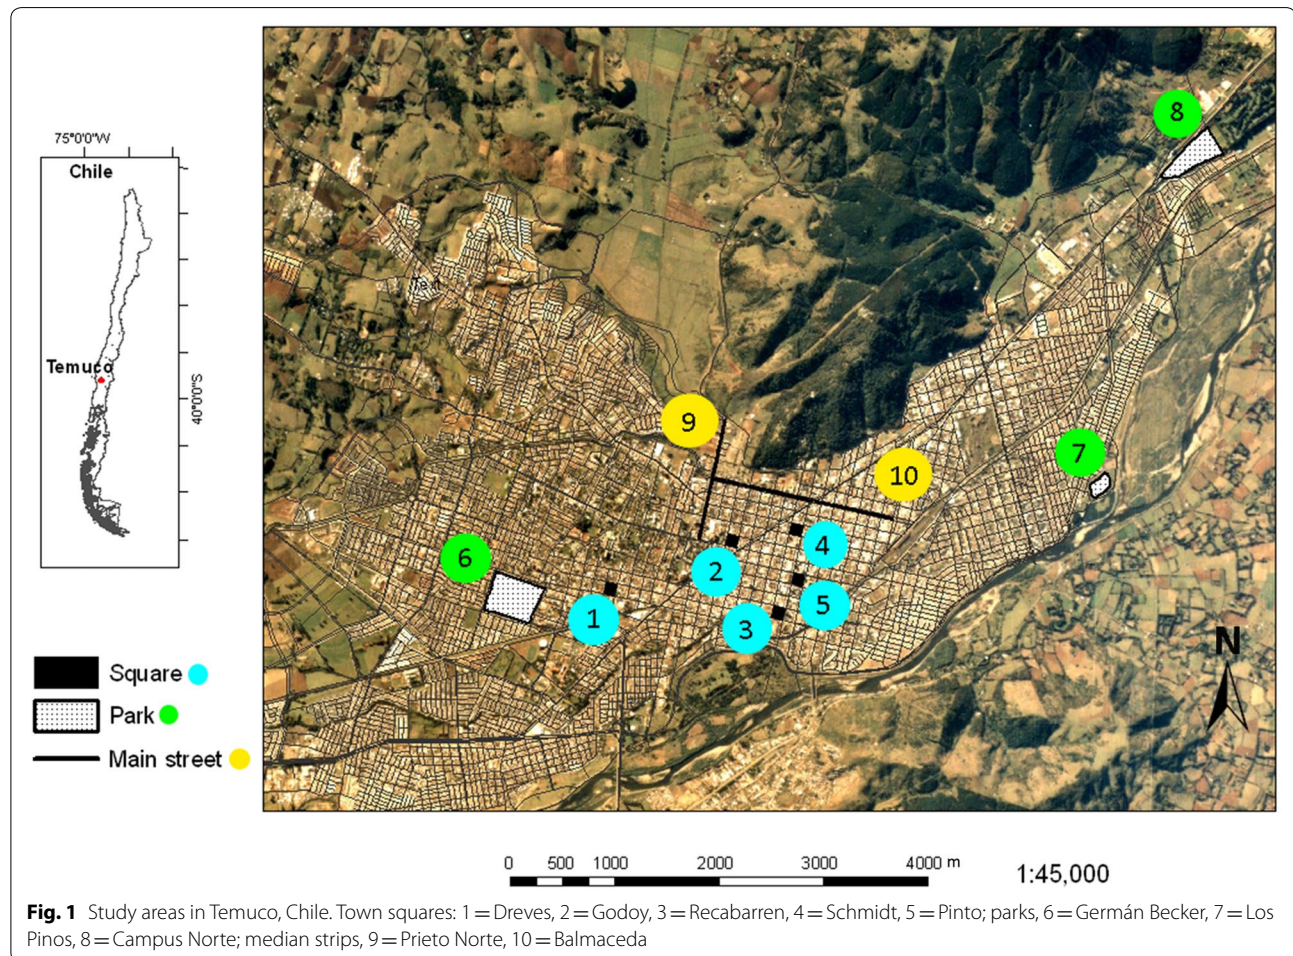 75°0'0"W
Chile
Temuco
40°0'0"S
8
9
7
10
4
6
2
5
1
3
N
Square
Park
Main street
0 500 1000 2000 3000 4000 m
1:45,000
Fig. 1 Study areas in Temuco, Chile. Town squares: 1 = Dreves, 2 = Godoy, 3 = Recabarren, 4 = Schmidt, 5 = Pinto; parks, 6 = Germán Becker, 7 = Los
Pinos, 8 = Campus Norte; median strips, 9 = Prieto Norte, 10 = Balmaceda